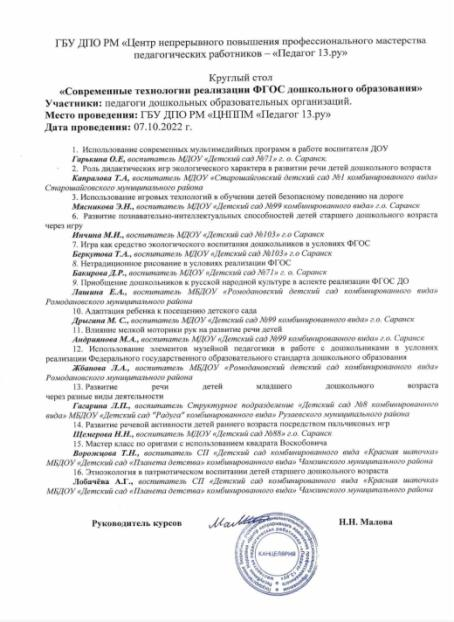 ГБУ ДПО РМ «Центр непрерывного повышения профессионального мастерства
педагогических работников – «Педагог 13.ру»
Круглый стол
«Современные технологии реализации ФГОС дошкольного образования»
Участники: педагоги дошкольных образовательных организаций.
Место проведения: ГБУ ДПО РМ «ЦНППМ «Педагог 13.ру»
Дата проведения: 07.10.2022 г.
1. Использование современных мультимедийных программ в работе воспитателя ДОУ
Гарькина О.Е, воспитатель МДОУ «Детский сад №71» г. о. Саранск
2. Роль дидактических игр экологического характера в развитии речи детей дошкольного возраста
Капралова Т.А, воспитатель МДОУ «Старошайговский детский сад №1 комбинированного вида»
Старошайговского муниципального района
3. Использование игровых технологий в обучении детей безопасному поведению на дороге
Мясникова Э.Н., воспитатель МДОУ «Детский сад №99 комбинированного вида» г.о. Саранск
6. Развитие познавательно-интеллектуальных способностей детей старшего дошкольного возраста
через игру
Инчина М.И., воспитатель МДОУ «Детский сад №103» г.о Саранск
7. Игра как средство экологического воспитания дошкольников в условиях ФГОС
Беркутова Т.А., воспитатель МДОУ «Детский сад №103» г.о. Саранск
8. Нетрадиционное рисование в условиях реализации ФГОС
Бакирова Д.Р., воспитатель МДОУ «Детский сад №71» г. о. Саранск
9. Приобщение дошкольников к русской народной культуре в аспекте реализации ФГОС ДО
Лашина Е.А., воспитатель МБДОУ «Ромодановский детский сад комбинированного вида»
Ромодановского муниципального района
10. Адаптация ребенка к посещению детского сада
Дрыгина М. С., воспитатель МДОУ «Детский сад №99 комбинированного вида» г.о. Саранск
11. Влияние мелкой моторики рук на развитие речи детей
Андриянова М.А., воспитатель МДОУ «Детский сад №99 комбинированного вида» г.о. Саранск
12. Использование элементов музейной педагогики в работе с дошкольниками в условиях
реализации Федерального государственного образовательного стандарта дошкольного образования
Жбанова Л.А., воспитатель МБДОУ «Ромодановский детский сад комбинированного вида»
Ромодановского муниципального района
13. Развитие речи детей младшего дошкольного возраста
через разные виды деятельности
Гагарина Л.П., воспитатель Структурное подразделение «Детский сад №8 комбинированного
вида» МБДОУ «Детский сад "Радуга" комбинированного вида» Рузаевского муниципального района
14. Развитие речевой активности детей раннего возраста посредством пальчиковых игр
Щемерова Н.Н., воспитатель МДОУ «Детский сад №88» г.о. Саранск
15. Мастер класс по оригами с использованием квадрата Воскобовича
Ворожцова Т.Н., воспитатель СП «Детский сад комбинированного вида «Красная шапочка»
МБДОУ «Детский сад «Планета детства» комбинированного вида» Чамзинского муниципального района
16. Этноэкология в патриотическом воспитании детей старшего дошкольного возраста
Лобачёва А.Г., воспитатель СП «Детский сад комбинированного вида «Красная шапочка»
МБДОУ «Детский сад «Планета детства» комбинированного вида» Чамзинского муниципального района
Руководитель курсов Н.Н. Малова
КАНЦЕЛЯРИЯ